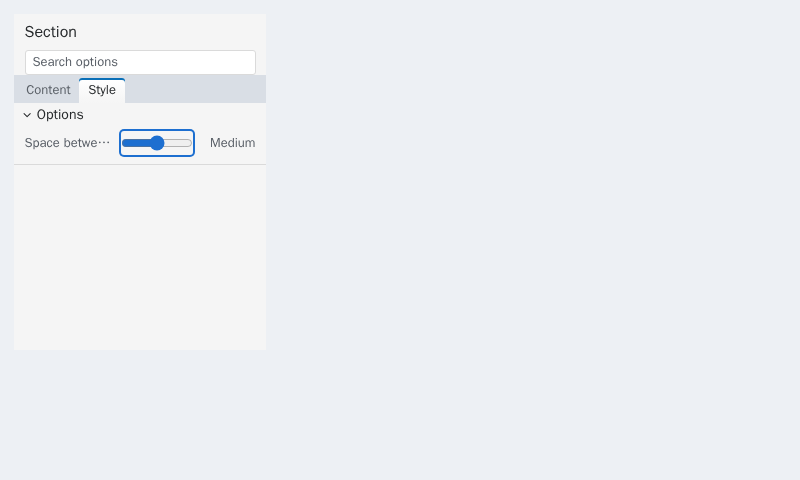 Section
Search options
Content Style
Options
Space betwe··· Medium